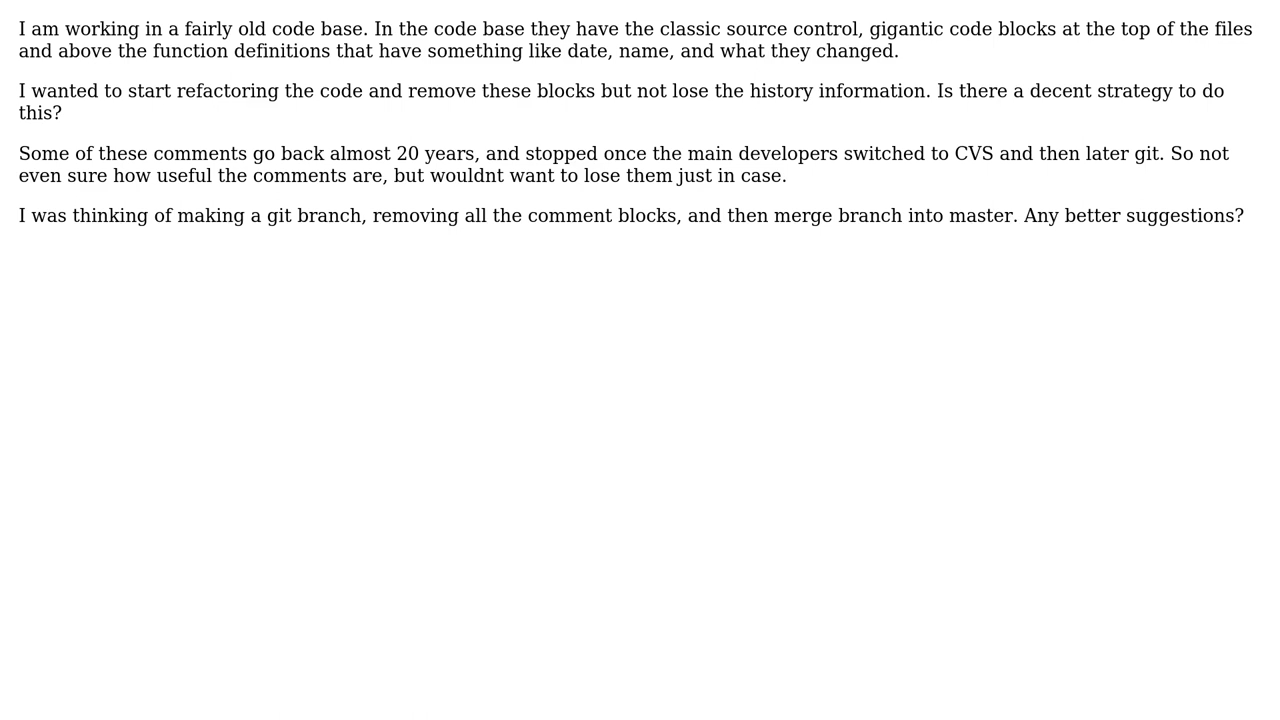 I am working in a fairly old code base. In the code base they have the classic source control, gigantic code blocks at the top of the files
and above the function definitions that have something like date, name, and what they changed.
I wanted to start refactoring the code and remove these blocks but not lose the history information. Is there a decent strategy to do
this?
Some of these comments go back almost 20 years, and stopped once the main developers switched to CVS and then later git. So not
even sure how useful the comments are, but wouldnt want to lose them just in case.
I was thinking of making a git branch, removing all the comment blocks, and then merge branch into master. Any better suggestions?